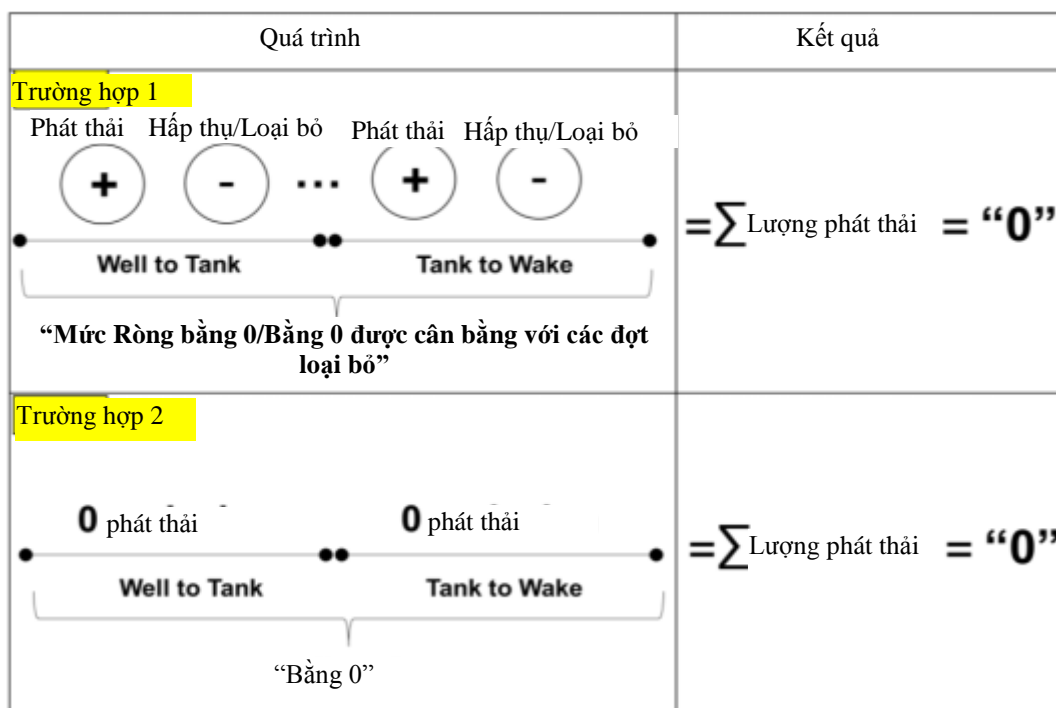 Quá trình
Kết quả
Trường hợp 1
Phát thải Hấp thụ/Loại bỏ Phát thải Hấp thụ/Loại bỏ
+ - ... + -
Well to Tank Tank to Wake
“Mức Ròng bằng 0/Bằng 0 được cân bằng với các đợt
loại bỏ”
=∑Lượng phát thải = “0”
Trường hợp 2
0 phát thải 0 phát thải
Well to Tank Tank to Wake
“Bằng 0”
=∑Lượng phát thải = “0”